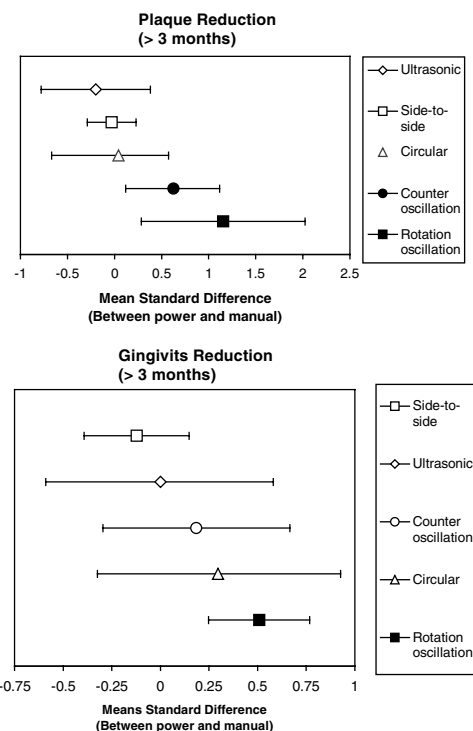 Plaque Reduction
(> 3 months)
Ultrasonic
Side-to-
side
Circular
Counter
oscillation
Rotation
oscillation
-1
-0.5
0
0.5
1
1.5
2
2.5
Mean Standard Difference
(Between power and manual)
Gingivits Reduction
(> 3 months)
Side-to-
side
Ultrasonic
Counter
oscillation
Circular
Rotation
oscillation
-0.75
-0.5
-0.25
0
0.25
0.5
0.75
1
Means Standard Difference
(Between power and manual)